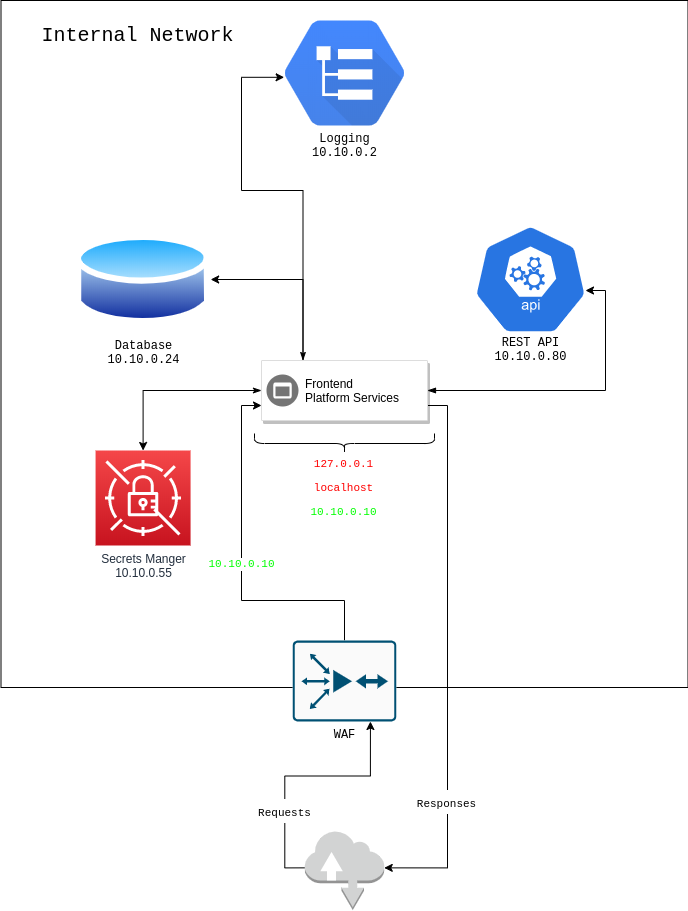 Internal Network
Logging
10.10.0.2
api
Database
10.10.0.24
REST API
10.10.0.80
Frontend
Platform Services
127.0.0.1
localhost
10.10.0.10
Secrets Manger
10.10.0.55
10.10.0.10
WAF
Requests
Responses